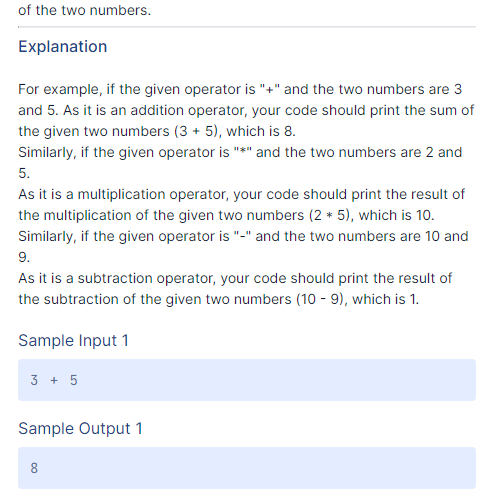 of the two numbers.
Explanation
For example, if the given operator is "+" and the two numbers are 3
and 5. As it is an addition operator, your code should print the sum of
the given two numbers (3 + 5), which is 8.
Similarly, if the given operator is "*" and the two numbers are 2 and
5.
As it is a multiplication operator, your code should print the result of
the multiplication of the given two numbers (2 * 5), which is 10.
Similarly, if the given operator is "-" and the two numbers are 10 and
9.
As it is a subtraction operator, your code should print the result of
the subtraction of the given two numbers (10 - 9), which is 1.
Sample Input 1
3 + 5
Sample Output 1
8